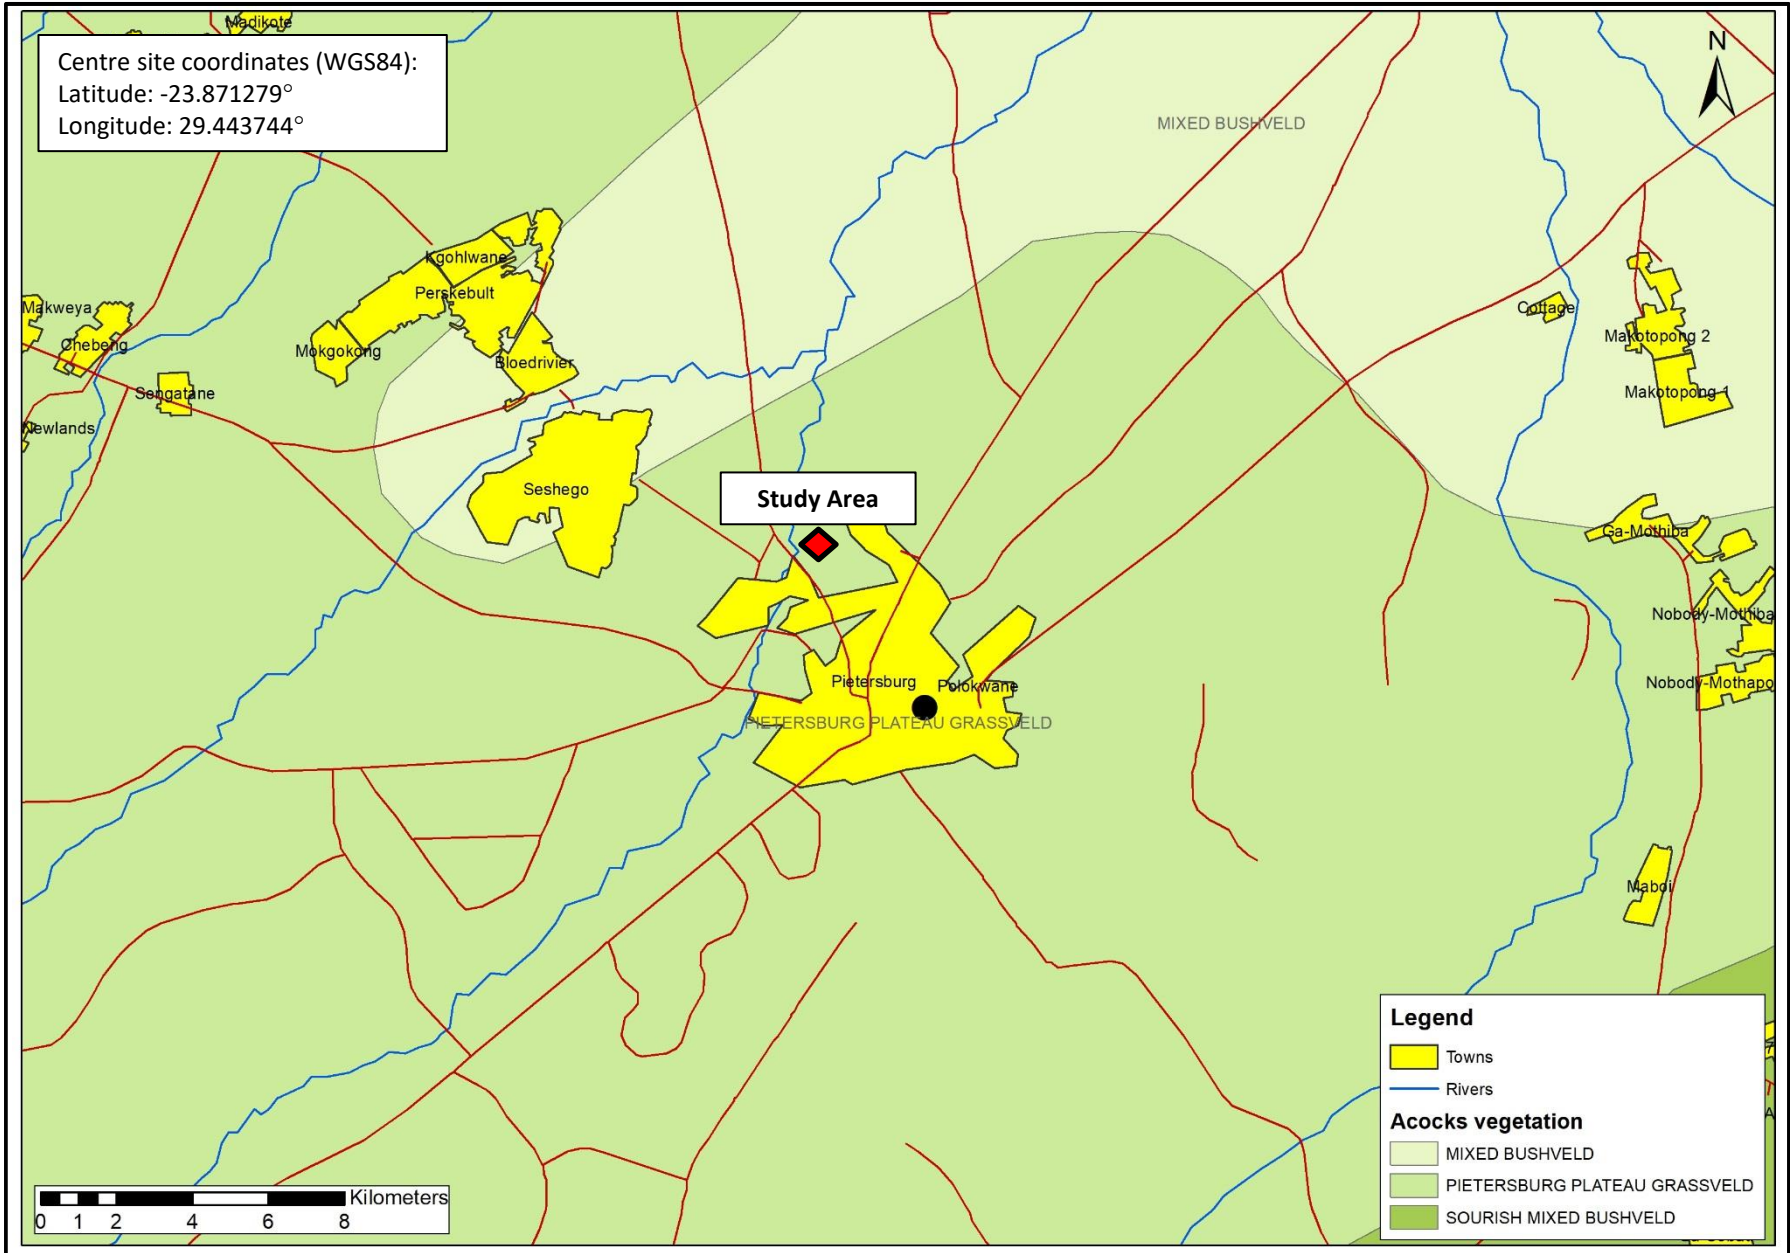 Madikote
Centre site coordinates (WGS84):
Latitude: -23.871279°
Longitude: 29.443744°
N
MIXED BUSHVELD
Kgohlwane
Perskebult
Makweya
Chebeng
Mokgokong
Bloedrivier
Sengatane
Newlands
Cottage
Makotopong 2
Makotopong 1
Seshego
Study Area
Ga-Mothiba
Nobody-Mothiba
Nobody-Mothapo
Pietersburg
Polokwane
PIETERSBURG PLATEAU GRASSVELD
Maboi
Legend
Towns
Rivers
Acocks vegetation
MIXED BUSHVELD
PIETERSBURG PLATEAU GRASSVELD
SOURISH MIXED BUSHVELD
Kilometers
0 1 2 4 6 8